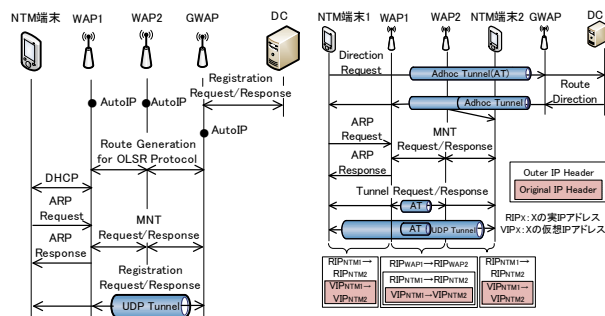 NTM端末 WAP1 WAP2 GWAP DC
Registration
Request/Response
AutoIP AutoIP
AutoIP
Route Generation
for OLSR Protocol
DHCP
ARP
Request
ARP
Response
MNT
Request/Response
Registration
Request/Response
UDP Tunnel
NTM端末1 WAP1 WAP2 NTM端末2 GWAP DC
Direction
Request
Adhoc Tunnel(AT)
Route
Direction
Adhoc Tunnel
ARP
Request
MNT
Request/Response
ARP
Response
Tunnel Request/Response
AT
AT UDP Tunnel
Outer IP Header
Original IP Header
RIPX:Xの実IPアドレス
VIPX:Xの仮想IPアドレス
RIPNTM1→
RIPNTM2
VIPNTM1→
VIPNTM2
RIPWAP1→RIPWAP2
RIPNTM1→RIPNTM2
VIPNTM1→VIPNTM2
RIPNTM1→
RIPNTM2
VIPNTM1→
VIPNTM2